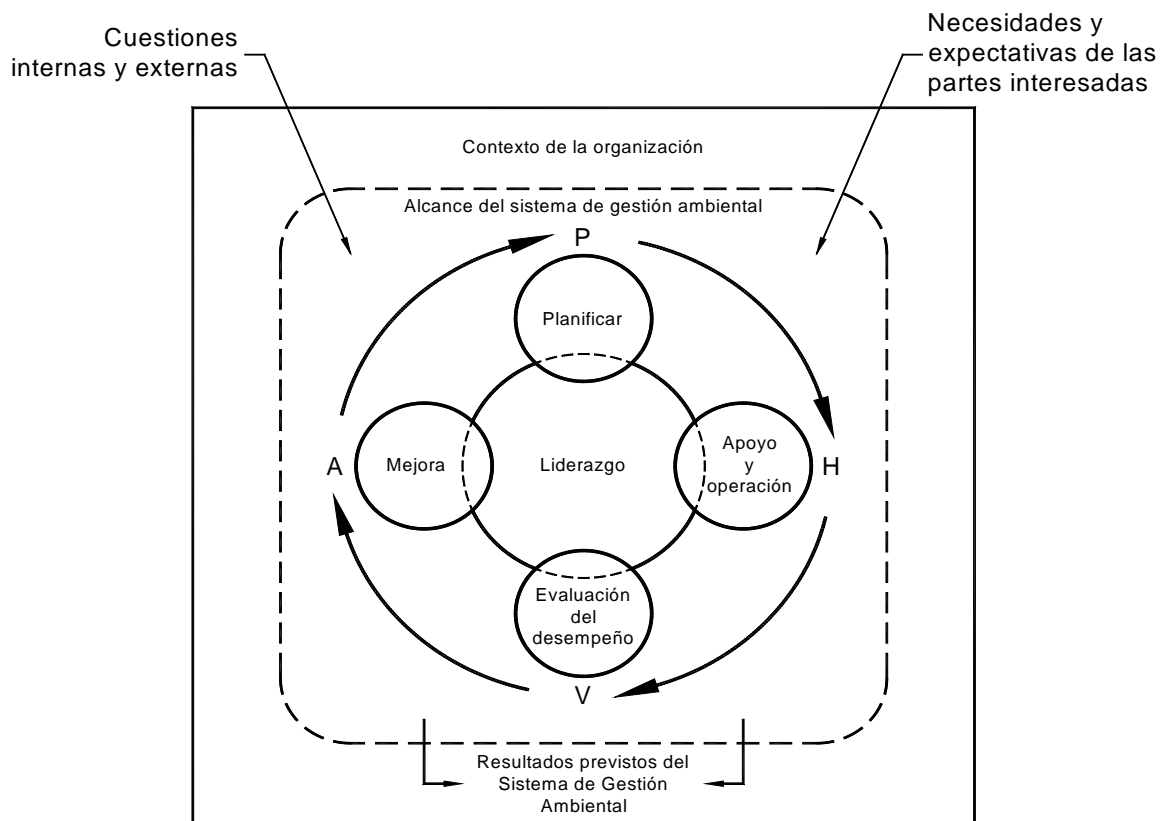 Cuestiones
internas y externas
Necesidades y
expectativas de las
partes interesadas
Contexto de la organización
Alcance del sistema de gestión ambiental
P
Planificar
A
Mejora
Liderazgo
Apoyo
y
operación
H
Evaluación
del
desempeño
V
Resultados previstos del
Sistema de Gestión
Ambiental